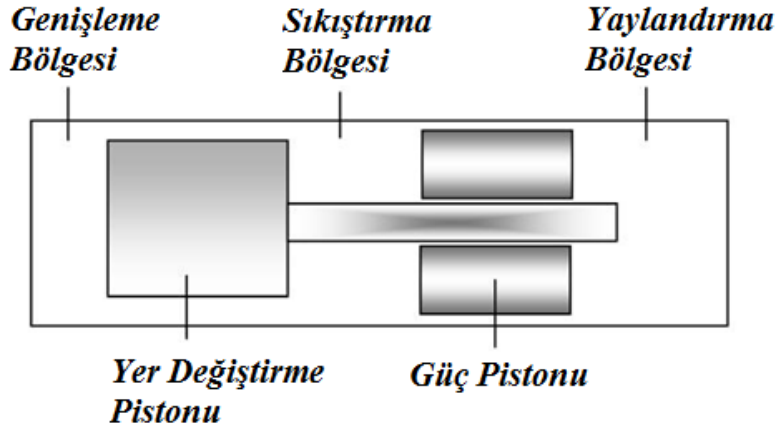 Genişleme
Bölgesi
Sıkıştırma
Bölgesi
Yaylandırma
Bölgesi
Yer Değiştirme
Pistonu
Güç Pistonu